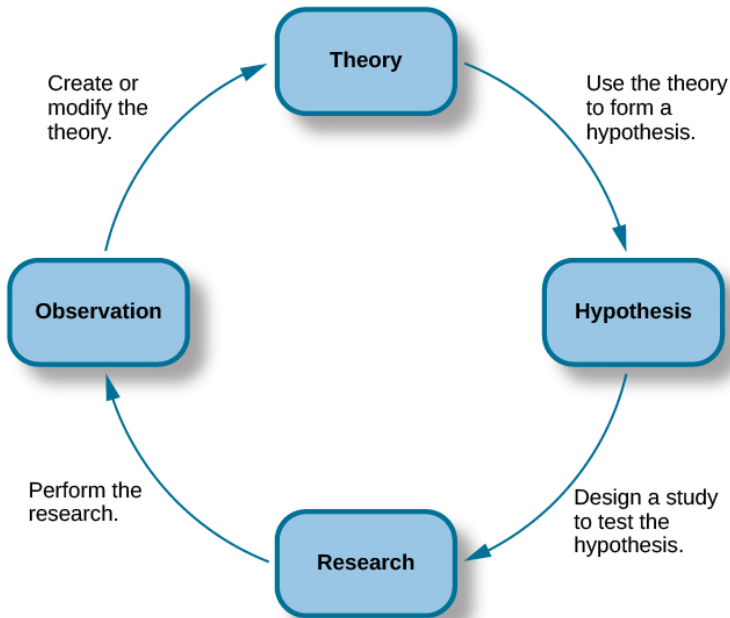 Theory
Create or
modify the
theory.
Use the theory
to form a
hypothesis.
Observation
Hypothesis
Perform the
research.
Design a study
to test the
hypothesis.
Research